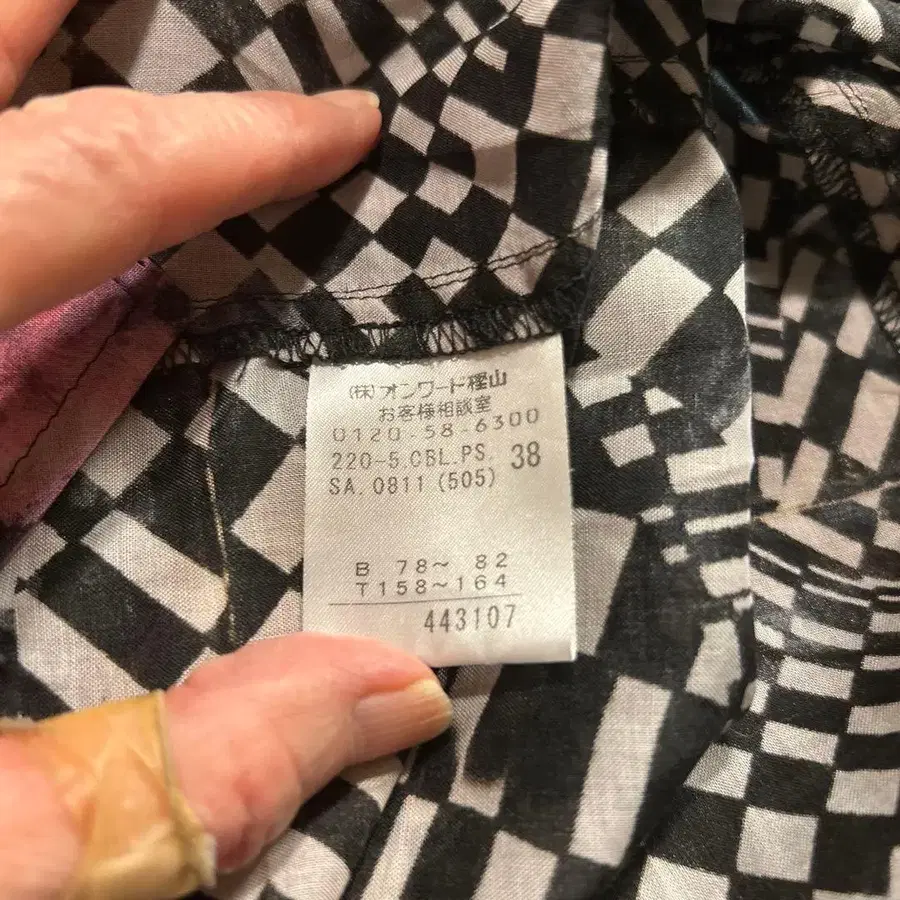 (株)オンワード樫山
お客様相談室
0120-58-6300
220-5.CBL.PS. 38
SA.0811(505)
B 78~ 82
T158~164
443107